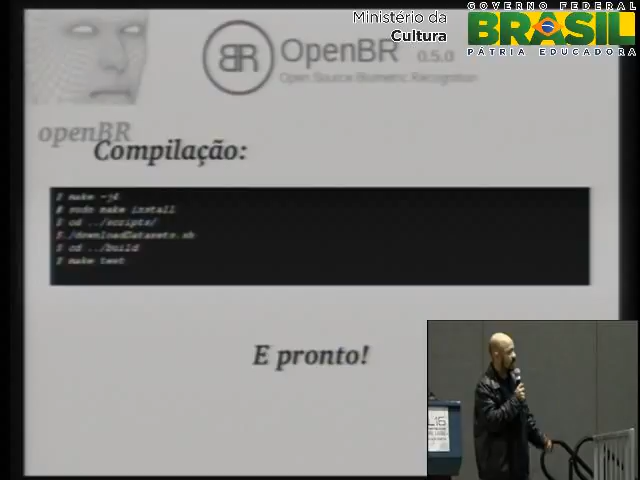 Ministério da
Cultura
GOVERNO FEDERAL
BRASIL
PÁTRIA EDUCADORA
BR OpenBR 0.5.0
Open Source Biometric Recognition
openBR
Compilação:
$ make -j4
# sudo make install
$ cd ../scripts/
$ ./downloadDatasets.sh
$ cd ../build
$ make test
E pronto!